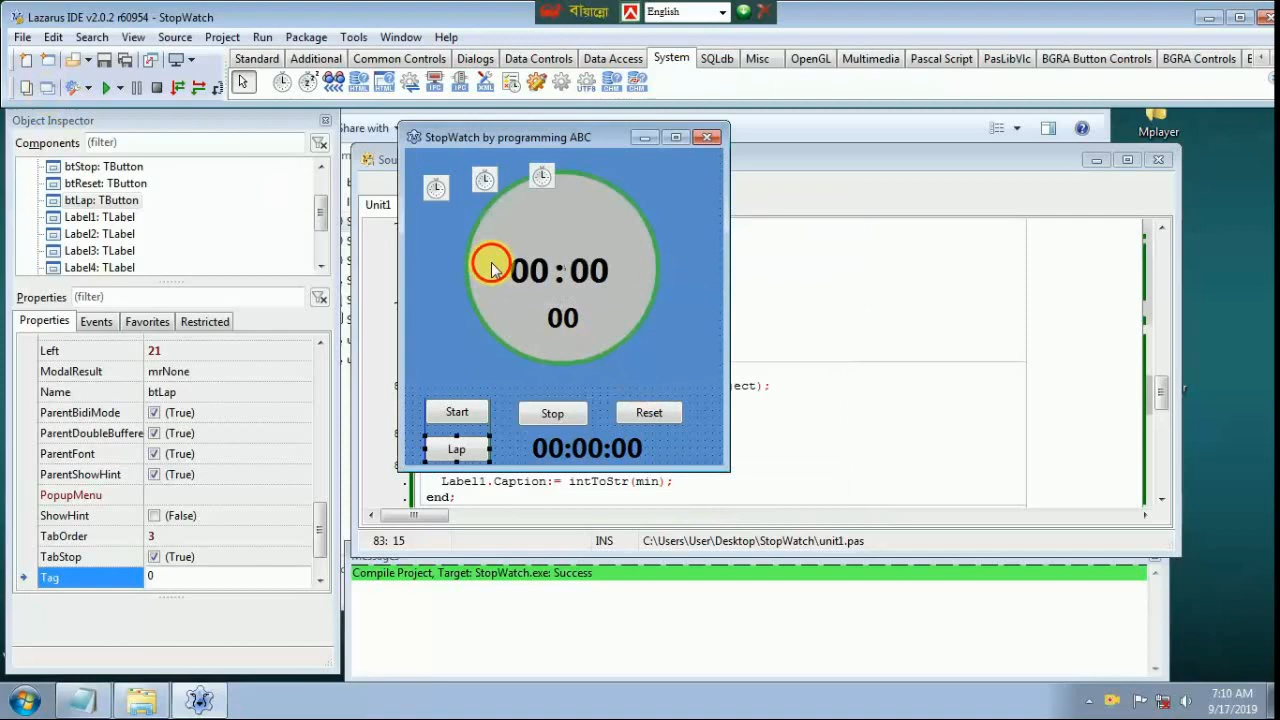 Lazarus IDE v2.0.2 r60954 - StopWatch
বায়ান্নো
English
File Edit Search View Source Project Run Package Tools Window Help
Standard Additional Common Controls Dialogs Data Controls Data Access System SQLdb Misc OpenGL Multimedia Pascal Script PasLibVlc BGRA Button Controls BGRA Controls E
Object Inspector
Components (filter)
btStop: TButton
btReset: TButton
btLap: TButton
Label1: TLabel
Label2: TLabel
Label3: TLabel
Label4: TLabel
Properties (filter)
Properties Events Favorites Restricted
Left 21
ModalResult mrNone
Name btLap
ParentBidiMode (True)
ParentDoubleBuffere (True)
ParentFont (True)
ParentShowHint (True)
PopupMenu
ShowHint (False)
TabOrder 3
TabStop (True)
Tag 0
hare with
Mplayer
Sou
Unit1
StopWatch by programming ABC
00:00
00
Start Stop Reset
Lap 00:00:00
ject);
Label1.Caption:= intToStr(min);
end;
83: 15 INS C:\Users\User\Desktop\StopWatch\unit1.pas
Messages
Compile Project, Target: StopWatch.exe: Success
7:10 AM
9/17/2019